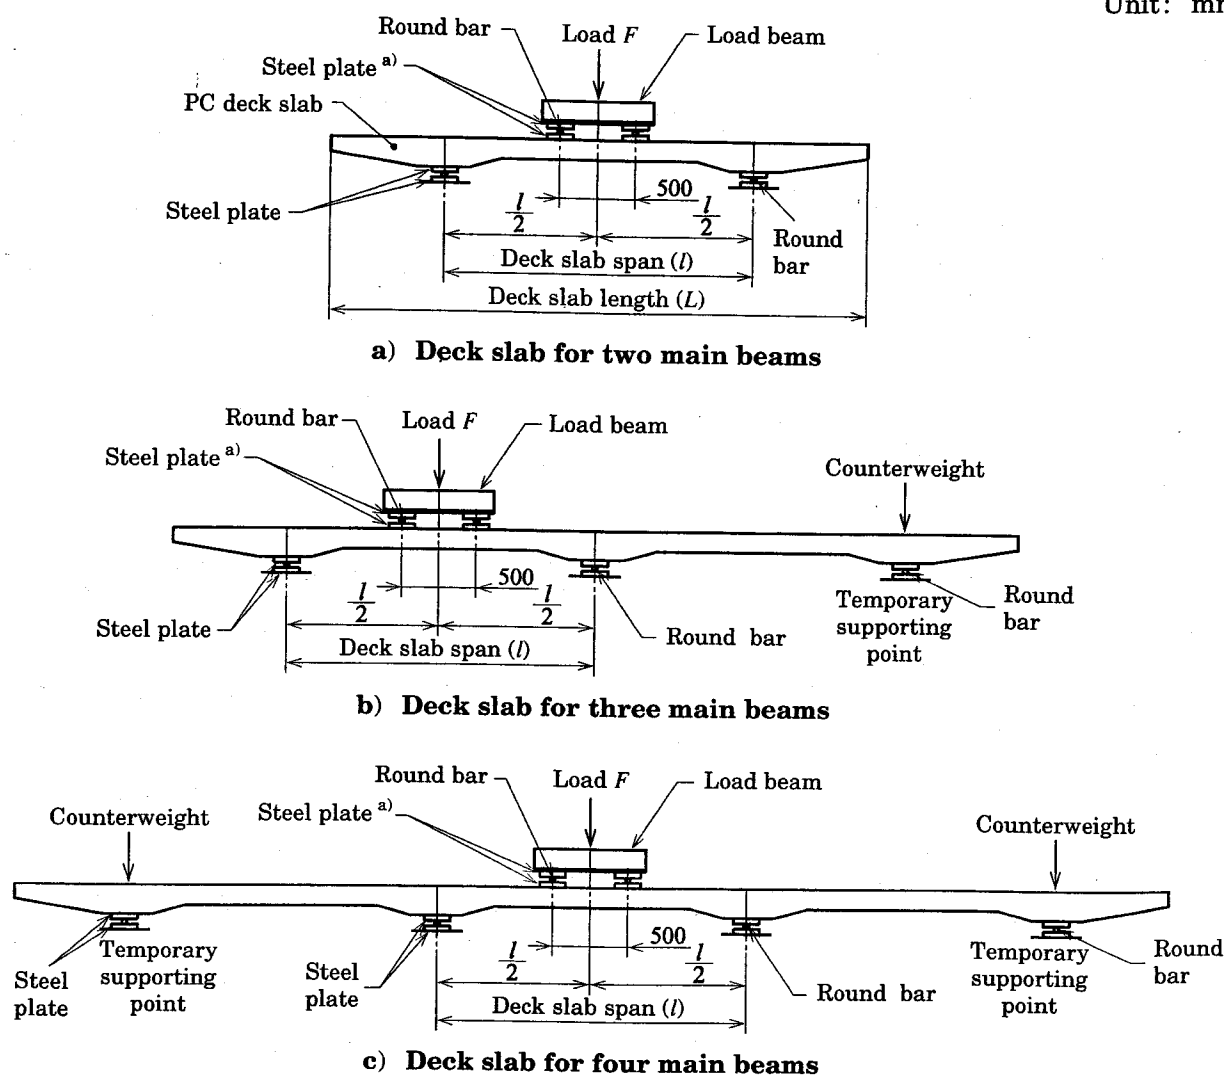 Unit: mm
Round bar
Load F
Load beam
Steel plate a)
PC deck slab
Steel plate
500
l/2
l/2
Round
bar
Deck slab span (l)
Deck slab length (L)
a) Deck slab for two main beams
Round bar
Load F
Load beam
Steel plate a)
Counterweight
500
l/2
l/2
Steel plate
Round bar
Temporary
supporting
point
Round
bar
Deck slab span (l)
b) Deck slab for three main beams
Round bar
Load F
Load beam
Steel plate a)
Counterweight
Counterweight
500
l/2
l/2
Steel
plate
Temporary
supporting
point
Steel
plate
Round bar
Temporary
supporting
point
Round
bar
Deck slab span (l)
c) Deck slab for four main beams